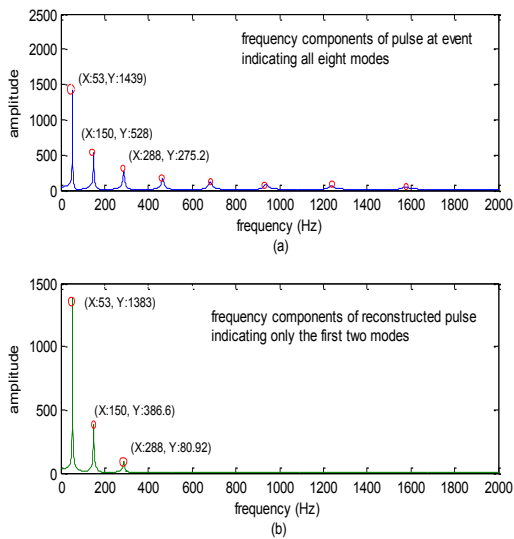 2500
2000
1500
1000
500
0
amplitude
frequency components of pulse at event
indicating all eight modes
(X:53,Y:1439)
(X:150, Y:528)
(X:288, Y:275.2)
0 200 400 600 800 1000 1200 1400 1600 1800 2000
frequency (Hz)
(a)
1500
1000
500
0
amplitude
(X:53, Y:1383)
frequency components of reconstructed pulse
indicating only the first two modes
(X:150, Y:386.6)
(X:288, Y:80.92)
0 200 400 600 800 1000 1200 1400 1600 1800 2000
frequency (Hz)
(b)